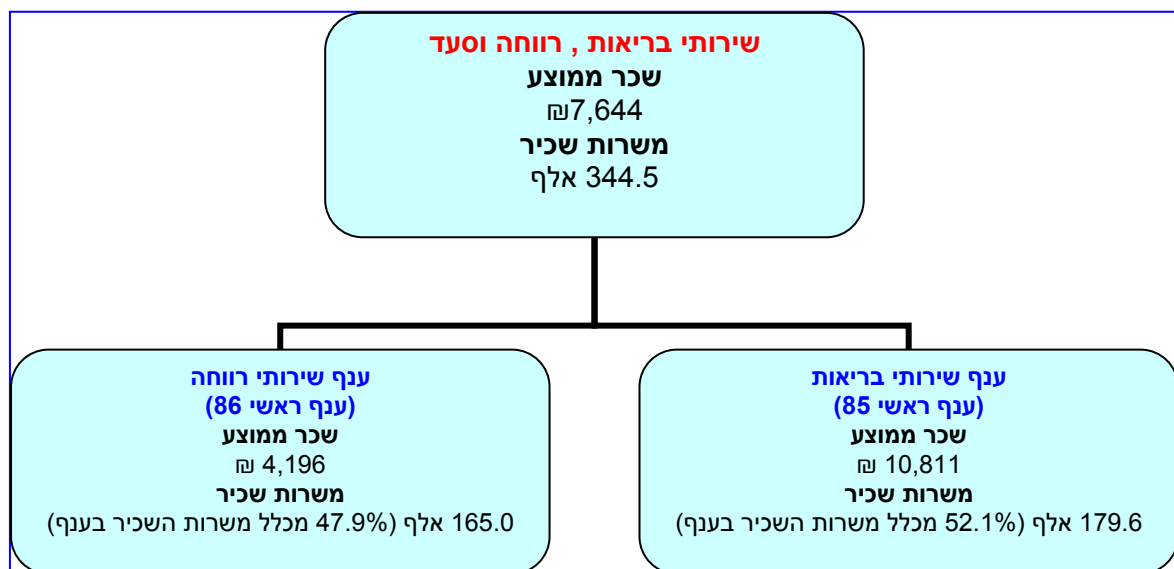 שירותי בריאות , רווחה וסעד
שכר ממוצע
₪7,644
משרות שכיר
344.5 אלף
ענף שירותי בריאות
(ענף ראשי 85)
שכר ממוצע
10,811 ₪
משרות שכיר
179.6 אלף (52.1% מכלל משרות השכיר בענף)
ענף שירותי רווחה
(ענף ראשי 86)
שכר ממוצע
4,196 ₪
משרות שכיר
165.0 אלף (47.9% מכלל משרות השכיר בענף)